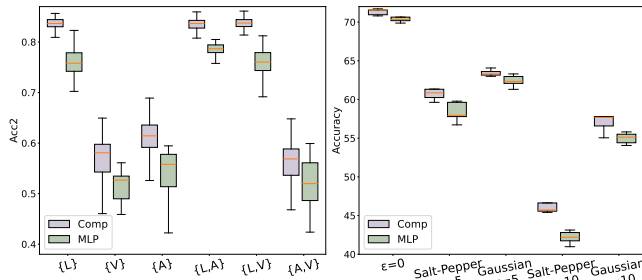 Acc2
0.8
0.7
0.6
0.5
0.4
Comp
MLP
{L}
{V}
{A}
{L,A}
{L,V}
{A,V}
Accuracy
70
65
60
55
50
45
40
Comp
MLP
ε=0
Salt-Pepper
Gaussian
Salt-Pepper
Gaussian